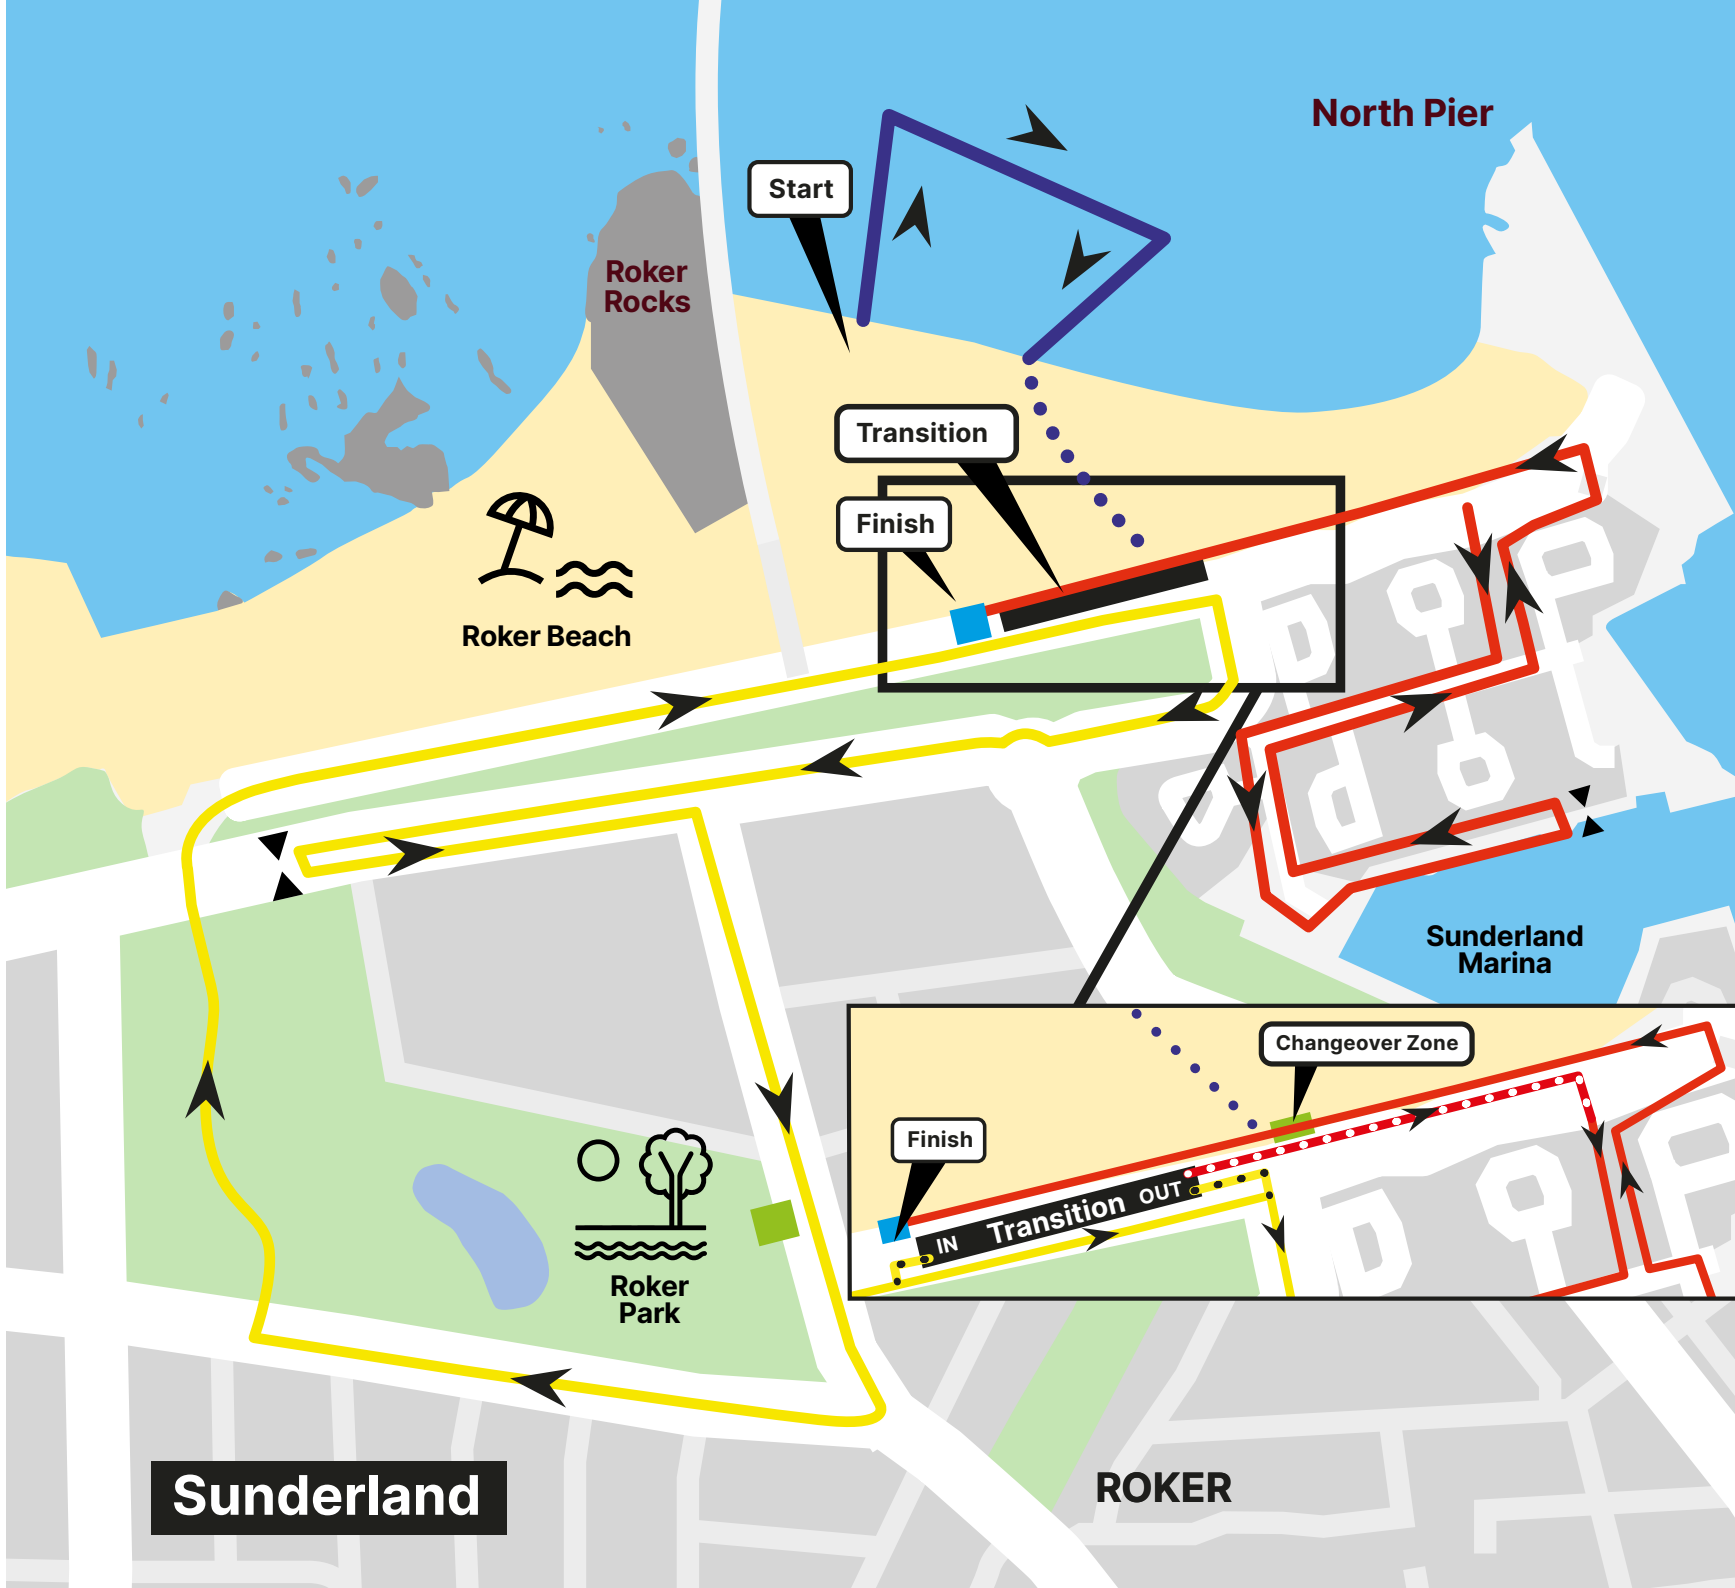 North Pier
Start
Roker
Rocks
Transition
Finish
Roker Beach
Sunderland
Marina
Changeover Zone
Finish
OUT
Transition
IN
Roker
Park
Sunderland
ROKER